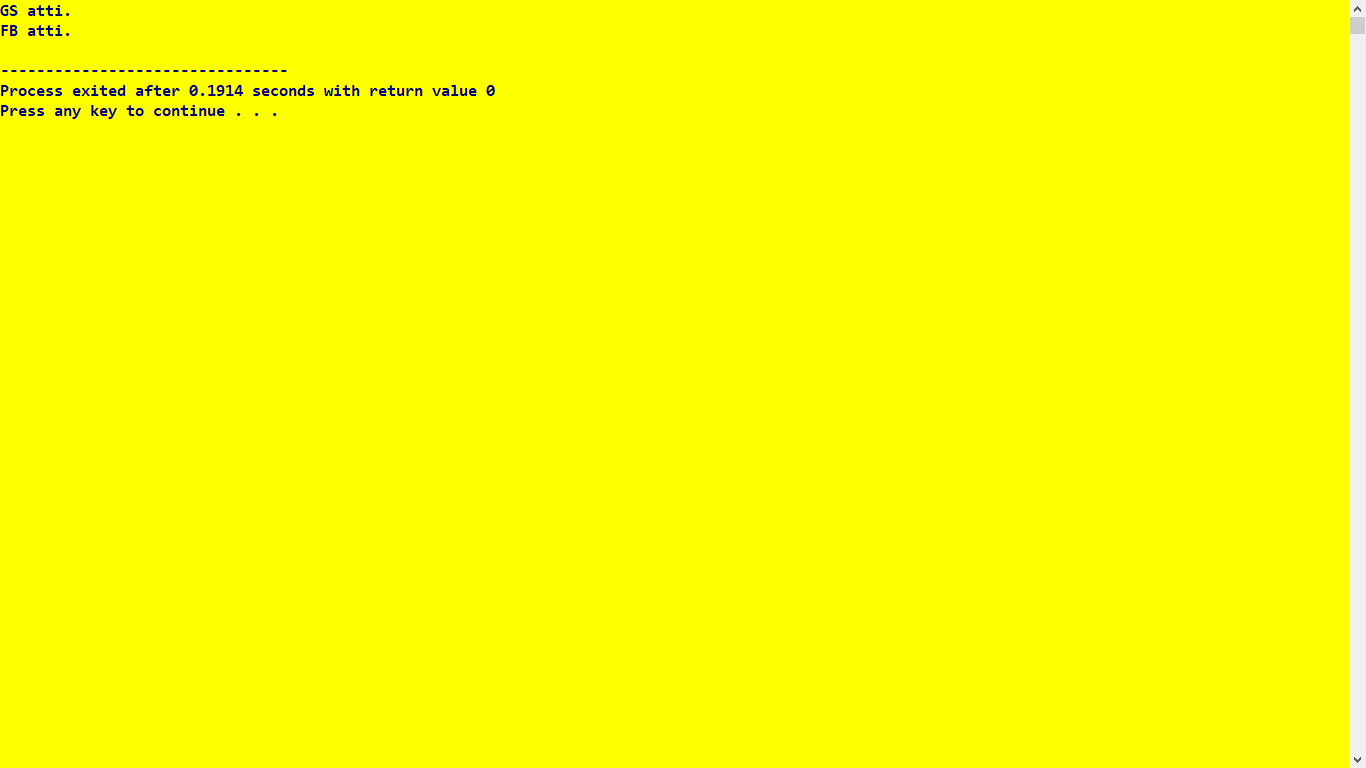 GS atti.
FB atti.
--------------------------------
Process exited after 0.1914 seconds with return value 0
Press any key to continue . . .